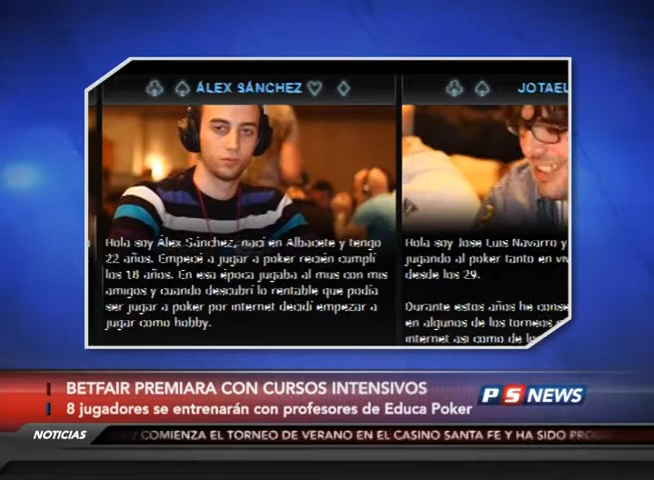 ÁLEX SÁNCHEZ
Hola soy Álex Sánchez, nací en Albacete y tengo
22 años. Empecé a jugar a poker recién cumplí
los 18 años. En esa época jugaba al mus con mis
amigos y cuando descubrí lo rentable que podía
ser jugar a poker por internet decidí empezar a
jugar como hobby.
JOTAEL
Hola soy Jose Luis Navarro y
jugando al poker tanto en viv
desde los 29.
Durante estos años he cons
en algunos de los torneos
internet asi como de lo
BETFAIR PREMIARA CON CURSOS INTENSIVOS
8 jugadores se entrenarán con profesores de Educa Poker
PS NEWS
NOTICIAS
COMIENZA EL TORNEO DE VERANO EN EL CASINO SANTA FE Y HA SIDO PROG